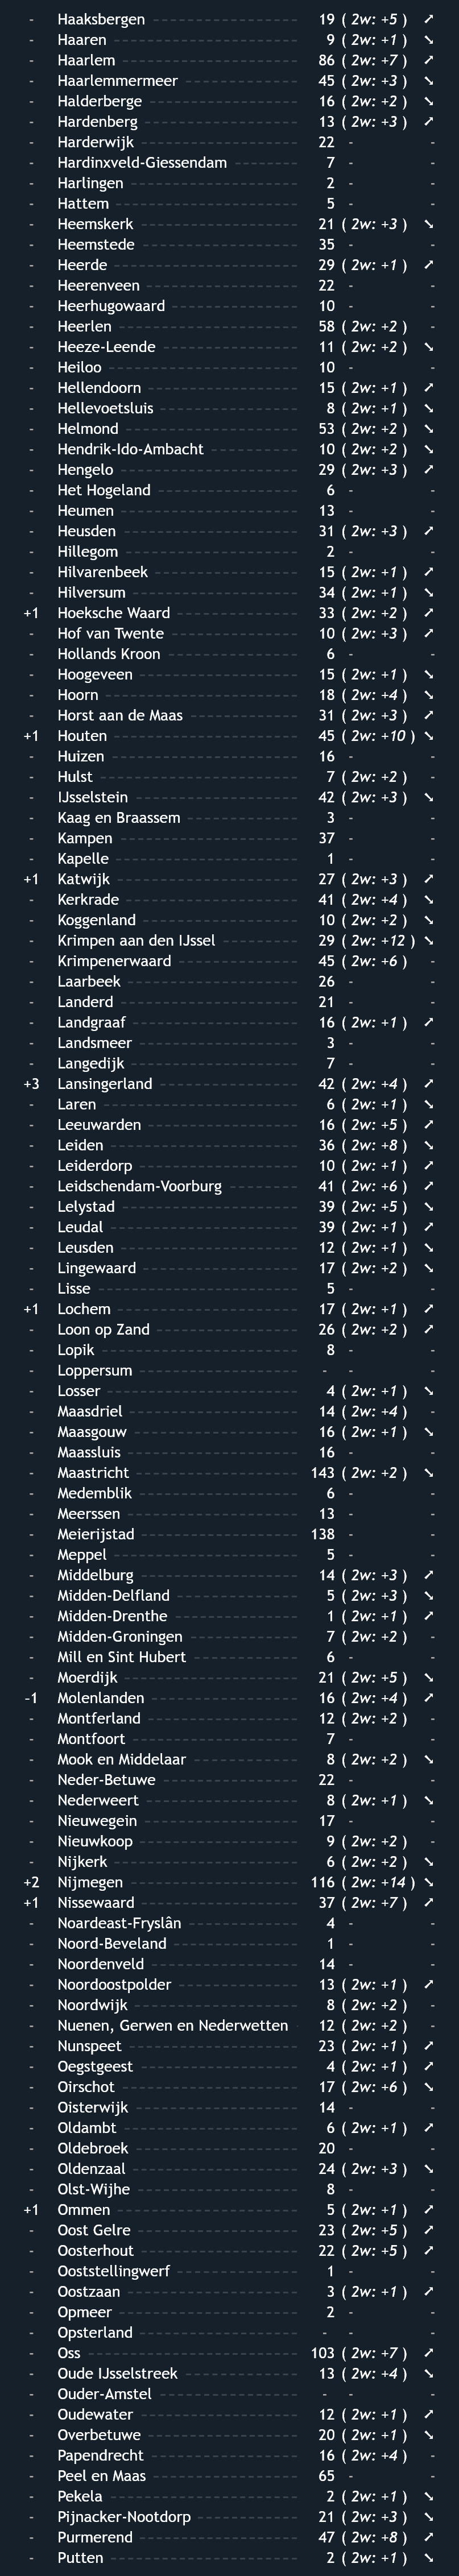 - Haaksbergen 19 ( 2w: +5 ) ➚
- Haaren 9 ( 2w: +1 ) ➘
- Haarlem 86 ( 2w: +7 ) ➚
- Haarlemmermeer 45 ( 2w: +3 ) ➘
- Halderberge 16 ( 2w: +2 ) ➘
- Hardenberg 13 ( 2w: +3 ) ➚
- Harderwijk 22 - -
- Hardinxveld-Giessendam 7 - -
- Harlingen 2 - -
- Hattem 5 - -
- Heemskerk 21 ( 2w: +3 ) ➘
- Heemstede 35 - -
- Heerde 29 ( 2w: +1 ) ➚
- Heerenveen 22 - -
- Heerhugowaard 10 - -
- Heerlen 58 ( 2w: +2 ) -
- Heeze-Leende 11 ( 2w: +2 ) ➘
- Heiloo 10 - -
- Hellendoorn 15 ( 2w: +1 ) ➚
- Hellevoetsluis 8 ( 2w: +1 ) ➘
- Helmond 53 ( 2w: +2 ) ➘
- Hendrik-Ido-Ambacht 10 ( 2w: +2 ) ➘
- Hengelo 29 ( 2w: +3 ) ➚
- Het Hogeland 6 - -
- Heumen 13 - -
- Heusden 31 ( 2w: +3 ) ➚
- Hillegom 2 - -
- Hilvarenbeek 15 ( 2w: +1 ) ➚
- Hilversum 34 ( 2w: +1 ) ➘
+1 Hoeksche Waard 33 ( 2w: +2 ) ➚
- Hof van Twente 10 ( 2w: +3 ) ➚
- Hollands Kroon 6 - -
- Hoogeveen 15 ( 2w: +1 ) ➘
- Hoorn 18 ( 2w: +4 ) ➘
- Horst aan de Maas 31 ( 2w: +3 ) ➚
+1 Houten 45 ( 2w: +10 ) ➘
- Huizen 16 - -
- Hulst 7 ( 2w: +2 ) -
- IJsselstein 42 ( 2w: +3 ) ➘
- Kaag en Braassem 3 - -
- Kampen 37 - -
- Kapelle 1 - -
+1 Katwijk 27 ( 2w: +3 ) ➚
- Kerkrade 41 ( 2w: +4 ) ➘
- Koggenland 10 ( 2w: +2 ) ➘
- Krimpen aan den IJssel 29 ( 2w: +12 ) ➘
- Krimpenerwaard 45 ( 2w: +6 ) -
- Laarbeek 26 - -
- Landerd 21 - -
- Landgraaf 16 ( 2w: +1 ) ➚
- Landsmeer 3 - -
- Langedijk 7 - -
+3 Lansingerland 42 ( 2w: +4 ) ➚
- Laren 6 ( 2w: +1 ) ➘
- Leeuwarden 16 ( 2w: +5 ) ➚
- Leiden 36 ( 2w: +8 ) ➘
- Leiderdorp 10 ( 2w: +1 ) ➚
- Leidschendam-Voorburg 41 ( 2w: +6 ) ➘
- Lelystad 39 ( 2w: +5 ) ➘
- Leudal 39 ( 2w: +1 ) ➚
- Leusden 12 ( 2w: +1 ) ➘
- Lingewaard 17 ( 2w: +2 ) ➘
- Lisse 5 - -
+1 Lochem 17 ( 2w: +1 ) ➚
- Loon op Zand 26 ( 2w: +2 ) ➚
- Lopik 8 - -
- Loppersum - - -
- Losser 4 ( 2w: +1 ) ➘
- Maasdriel 14 ( 2w: +4 ) -
- Maasgouw 16 ( 2w: +1 ) ➘
- Maassluis 16 - -
- Maastricht 143 ( 2w: +2 ) ➘
- Medemblik 6 - -
- Meerssen 13 - -
- Meierijstad 138 - -
- Meppel 5 - -
- Middelburg 14 ( 2w: +3 ) ➚
- Midden-Delfland 5 ( 2w: +3 ) ➘
- Midden-Drenthe 1 ( 2w: +1 ) ➚
- Midden-Groningen 7 ( 2w: +2 ) -
- Mill en Sint Hubert 6 - -
- Moerdijk 21 ( 2w: +5 ) ➘
-1 Molenlanden 16 ( 2w: +4 ) ➚
- Montferland 12 ( 2w: +2 ) -
- Montfoort 7 - -
- Mook en Middelaar 8 ( 2w: +2 ) ➘
- Neder-Betuwe 22 - -
- Nederweert 8 ( 2w: +1 ) ➘
- Nieuwegein 17 - -
- Nieuwkoop 9 ( 2w: +2 ) -
- Nijkerk 6 ( 2w: +2 ) ➘
+2 Nijmegen 116 ( 2w: +14 ) ➘
+1 Nissewaard 37 ( 2w: +7 ) ➚
- Noardeast-Fryslân 4 - -
- Noord-Beveland 1 - -
- Noordenveld 14 - -
- Noordoostpolder 13 ( 2w: +1 ) ➚
- Noordwijk 8 ( 2w: +2 ) -
- Nuenen, Gerwen en Nederwetten 12 ( 2w: +2 ) -
- Nunspeet 23 ( 2w: +1 ) ➚
- Oegstgeest 4 ( 2w: +1 ) ➚
- Oirschot 17 ( 2w: +6 ) ➘
- Oisterwijk 14 - -
- Oldambt 6 ( 2w: +1 ) ➚
- Oldebroek 20 - -
- Oldenzaal 24 ( 2w: +3 ) ➘
- Olst-Wijhe 8 - -
+1 Ommen 5 ( 2w: +1 ) ➚
- Oost Gelre 23 ( 2w: +5 ) ➚
- Oosterhout 22 ( 2w: +5 ) ➚
- Ooststellingwerf 1 - -
- Oostzaan 3 ( 2w: +1 ) ➚
- Opmeer 2 - -
- Opsterland - - -
- Oss 103 ( 2w: +7 ) ➚
- Oude IJsselstreek 13 ( 2w: +4 ) ➘
- Ouder-Amstel - - -
- Oudewater 12 ( 2w: +1 ) ➚
- Overbetuwe 20 ( 2w: +1 ) ➘
- Papendrecht 16 ( 2w: +4 ) -
- Peel en Maas 65 - -
- Pekela 2 ( 2w: +1 ) ➘
- Pijnacker-Nootdorp 21 ( 2w: +3 ) ➘
- Purmerend 47 ( 2w: +8 ) ➚
- Putten 2 ( 2w: +1 ) ➘